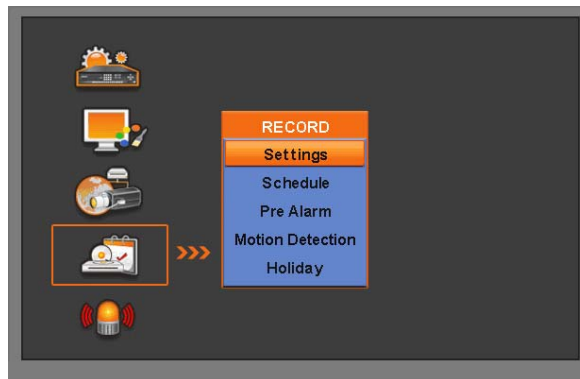 RECORD
Settings
Schedule
Pre Alarm
Motion Detection
Holiday